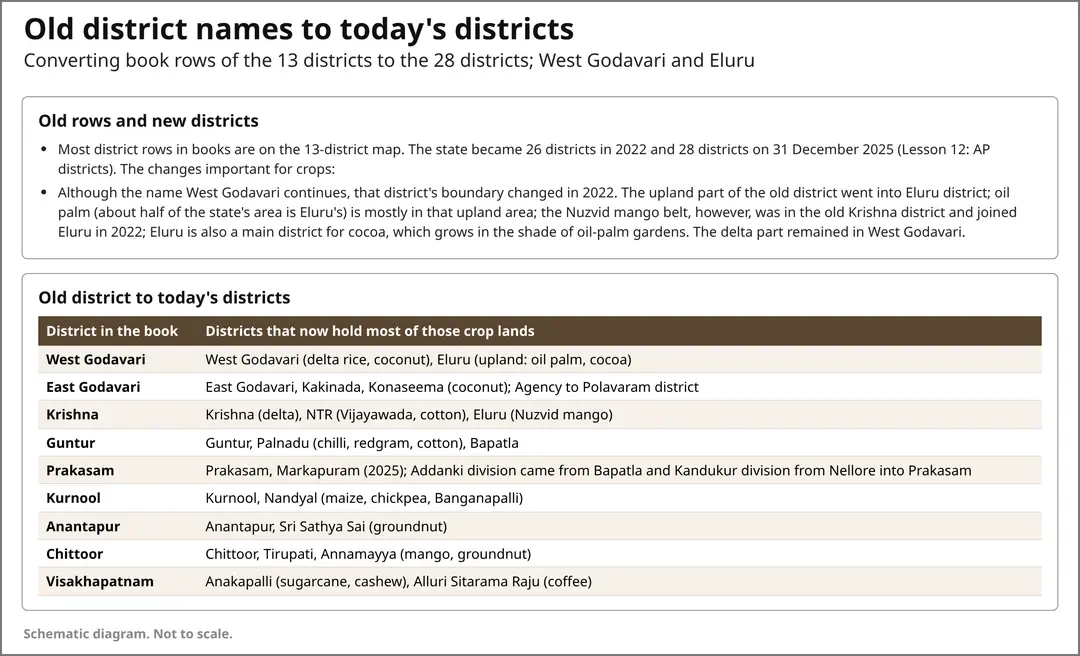 Old district names to today's districts
Converting book rows of the 13 districts to the 28 districts; West Godavari and Eluru
Old rows and new districts
• Most district rows in books are on the 13-district map. The state became 26 districts in 2022 and 28 districts on 31 December 2025 (Lesson 12: AP
districts). The changes important for crops:
• Although the name West Godavari continues, that district's boundary changed in 2022. The upland part of the old district went into Eluru district; oil
palm (about half of the state's area is Eluru's) is mostly in that upland area; the Nuzvid mango belt, however, was in the old Krishna district and joined
Eluru in 2022; Eluru is also a main district for cocoa, which grows in the shade of oil-palm gardens. The delta part remained in West Godavari.
Old district to today's districts
District in the book Districts that now hold most of those crop lands
West Godavari West Godavari (delta rice, coconut), Eluru (upland: oil palm, cocoa)
East Godavari East Godavari, Kakinada, Konaseema (coconut); Agency to Polavaram district
Krishna Krishna (delta), NTR (Vijayawada, cotton), Eluru (Nuzvid mango)
Guntur Guntur, Palnadu (chilli, redgram, cotton), Bapatla
Prakasam Prakasam, Markapuram (2025); Addanki division came from Bapatla and Kandukur division from Nellore into Prakasam
Kurnool Kurnool, Nandyal (maize, chickpea, Banganapalli)
Anantapur Anantapur, Sri Sathya Sai (groundnut)
Chittoor Chittoor, Tirupati, Annamayya (mango, groundnut)
Visakhapatnam Anakapalli (sugarcane, cashew), Alluri Sitarama Raju (coffee)
Schematic diagram. Not to scale.